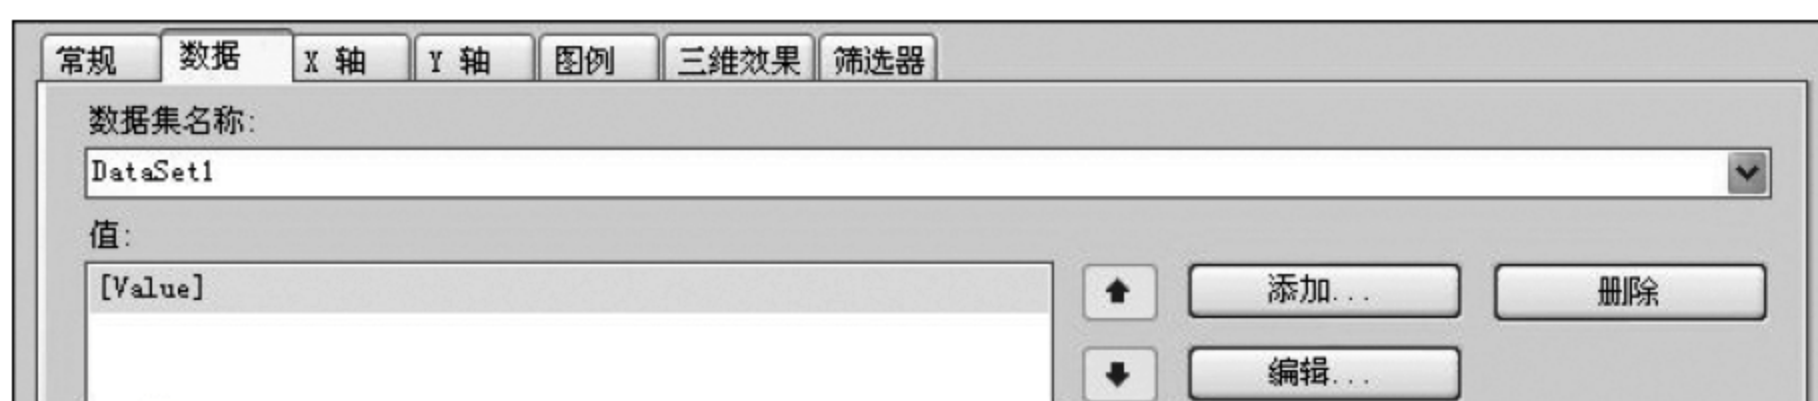 常规 数据 X 轴 Y 轴 图例 三維效果 筛选器
数据集名称:
DataSet1
值:
[Value]
添加... 删除
编辑...